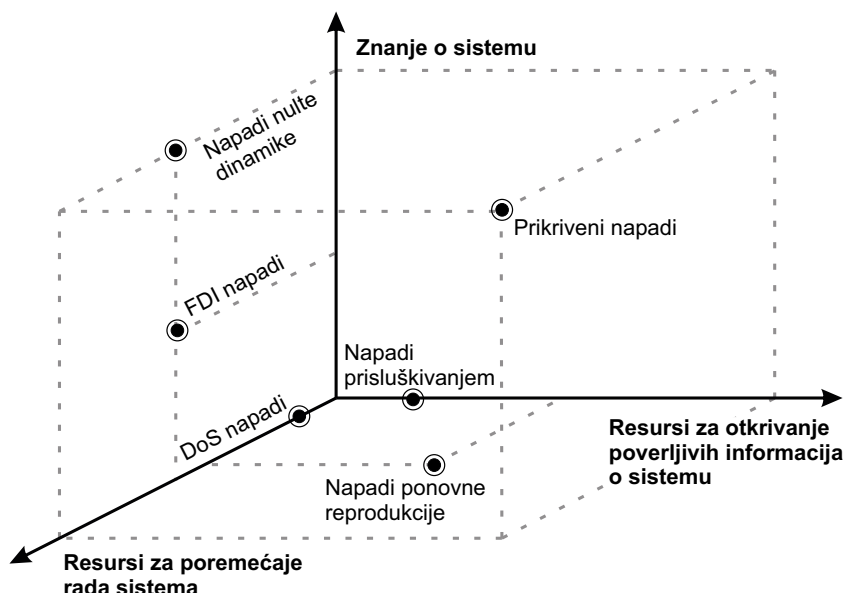 Znanje o sistemu
Napadi nulte
dinamike
Prikriveni napadi
FDI napadi
Napadi
prisluškivanjem
DoS napadi
Resursi za otkrivanje
poverljivih informacija
o sistemu
Napadi ponovne
reprodukcije
Resursi za poremećaje
rada sistema